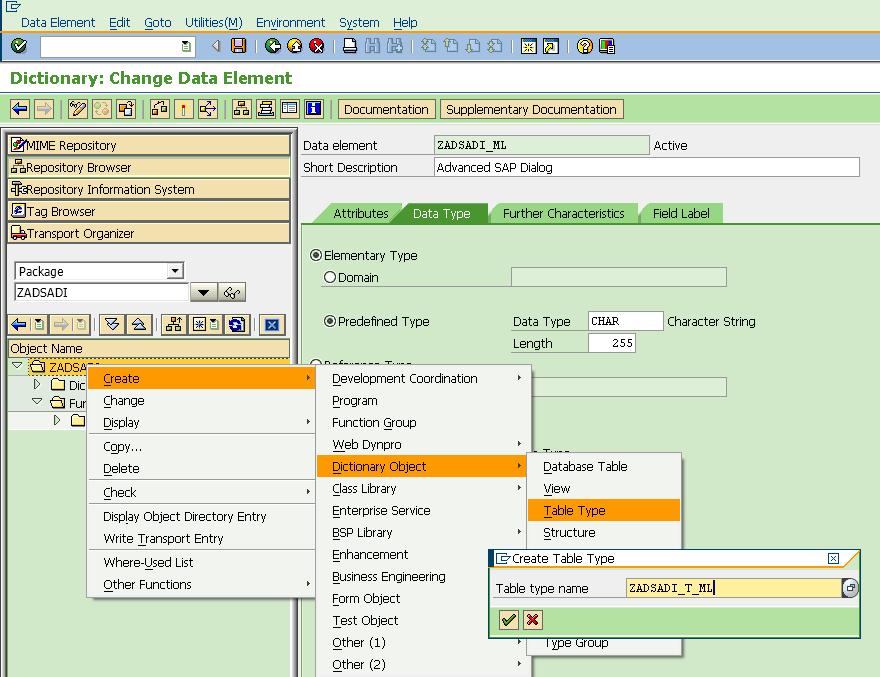 Data Element Edit Goto Utilities(M) Environment System Help
Dictionary: Change Data Element
Documentation Supplementary Documentation
MIME Repository
Repository Browser
Repository Information System
Tag Browser
Transport Organizer
Package
ZADSADI
Object Name
ZADSADI
Dic
Fur
Data element ZADSADI_ML Active
Short Description Advanced SAP Dialog
Attributes Data Type Further Characteristics Field Label
Elementary Type
Domain
Predefined Type Data Type CHAR Character String
Length 255
Reference Type
Create
Change
Display
Copy...
Delete
Check
Display Object Directory Entry
Write Transport Entry
Where-Used List
Other Functions
Development Coordination
Program
Function Group
Web Dynpro
Dictionary Object
Class Library
Enterprise Service
BSP Library
Enhancement
Business Engineering
Form Object
Test Object
Other (1)
Other (2)
Database Table
View
Table Type
Structure
Type Group
Create Table Type
Table type name ZADSADI_T_ML